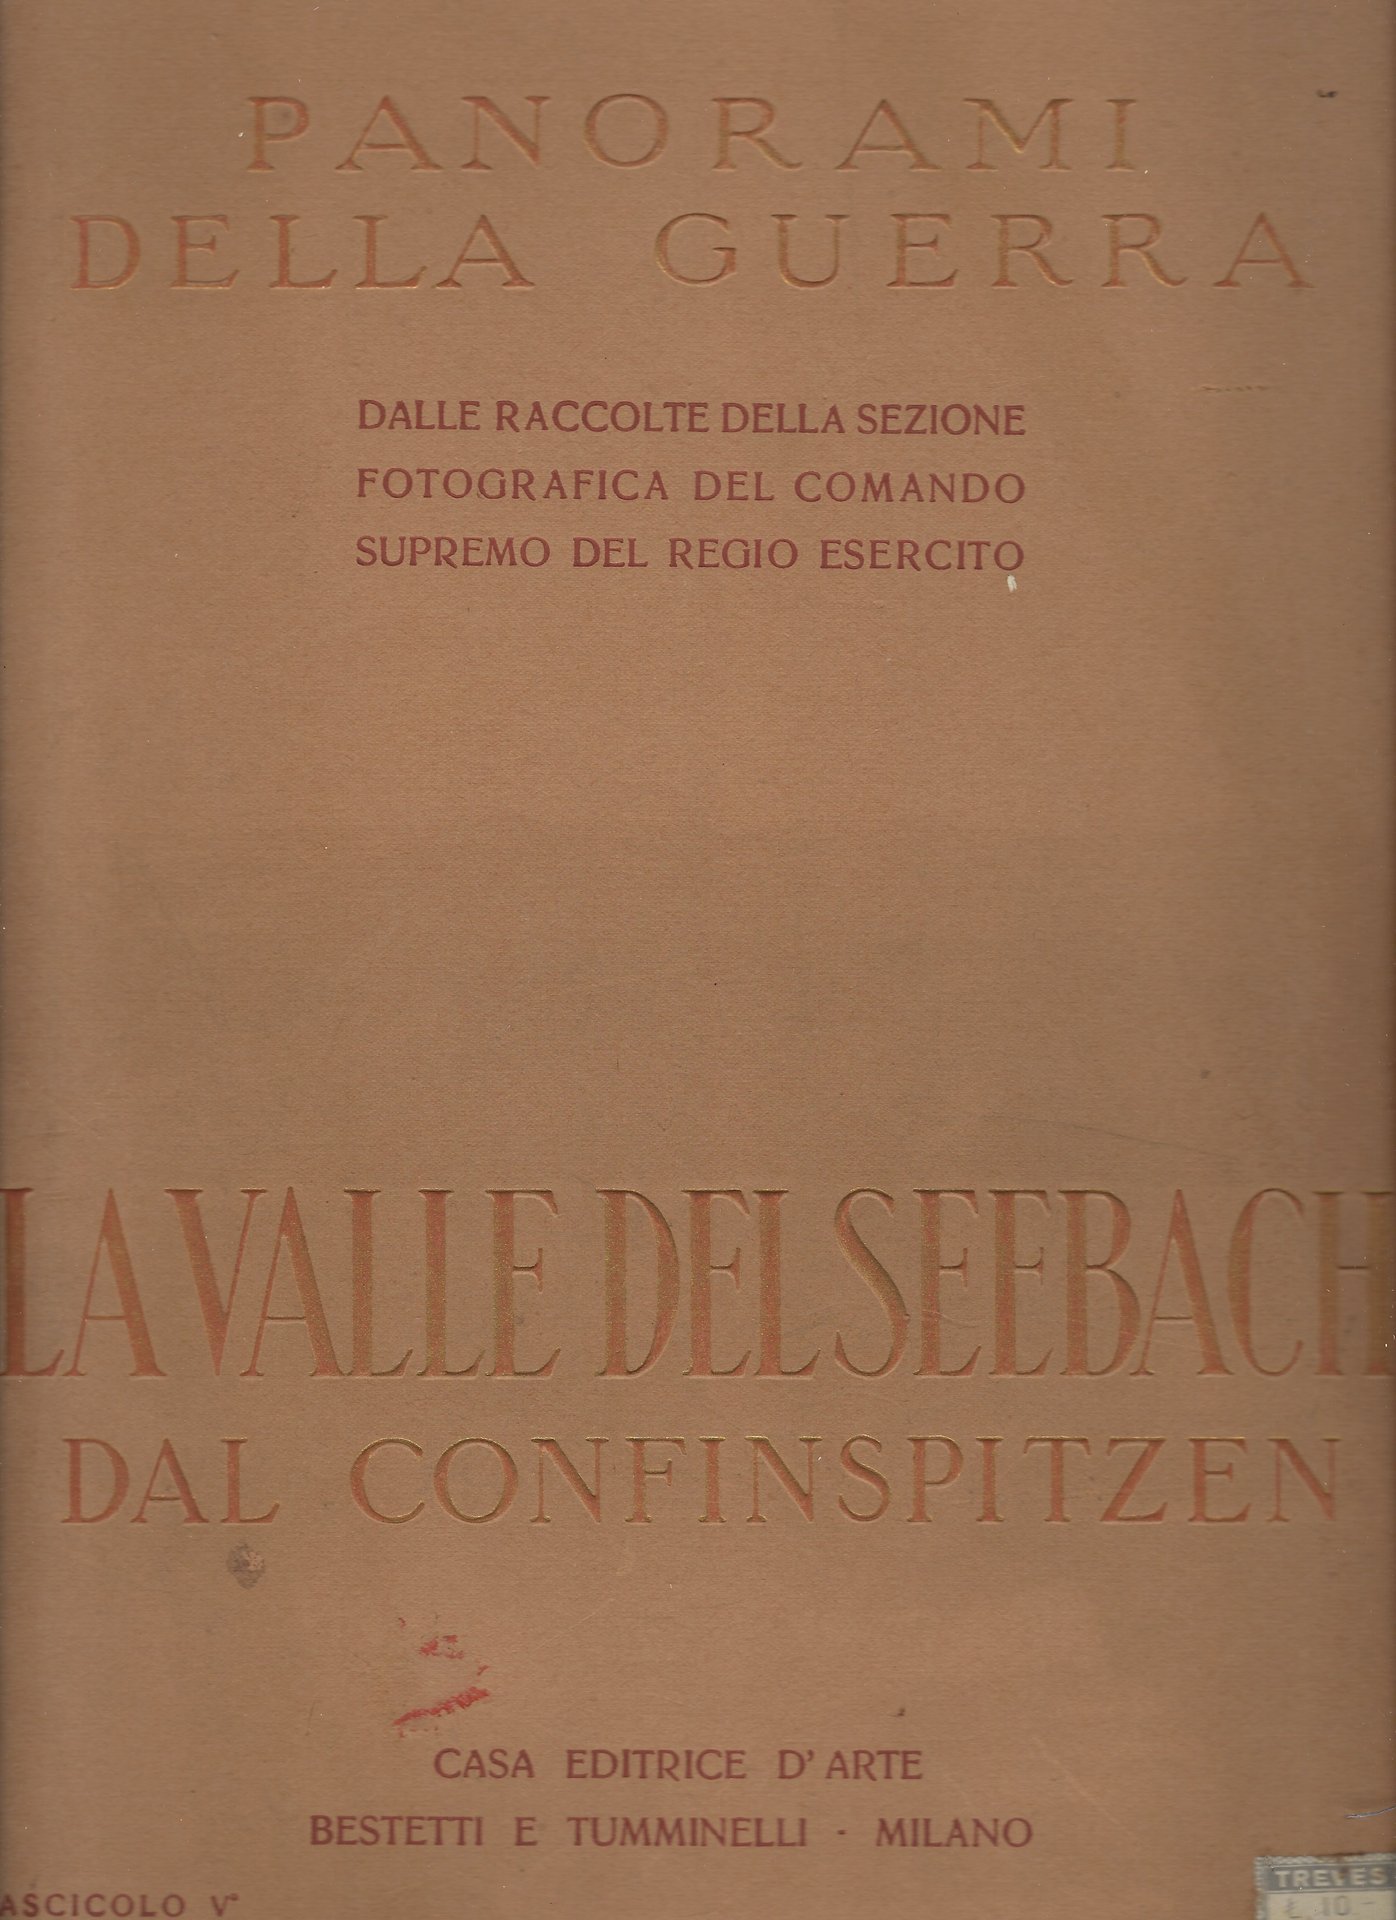 PANORAMI
DELLA GUERRA
DALLE RACCOLTE DELLA SEZIONE
FOTOGRAFICA DEL COMANDO
SUPREMO DEL REGIO ESERCITO
LA VALLE DEL SEEBACH
DAL CONFINSPITZEN
CASA EDITRICE D'ARTE
BESTETTI E TUMMINELLI - MILANO
ASCICOLO V°
TREVES
£ 10.-